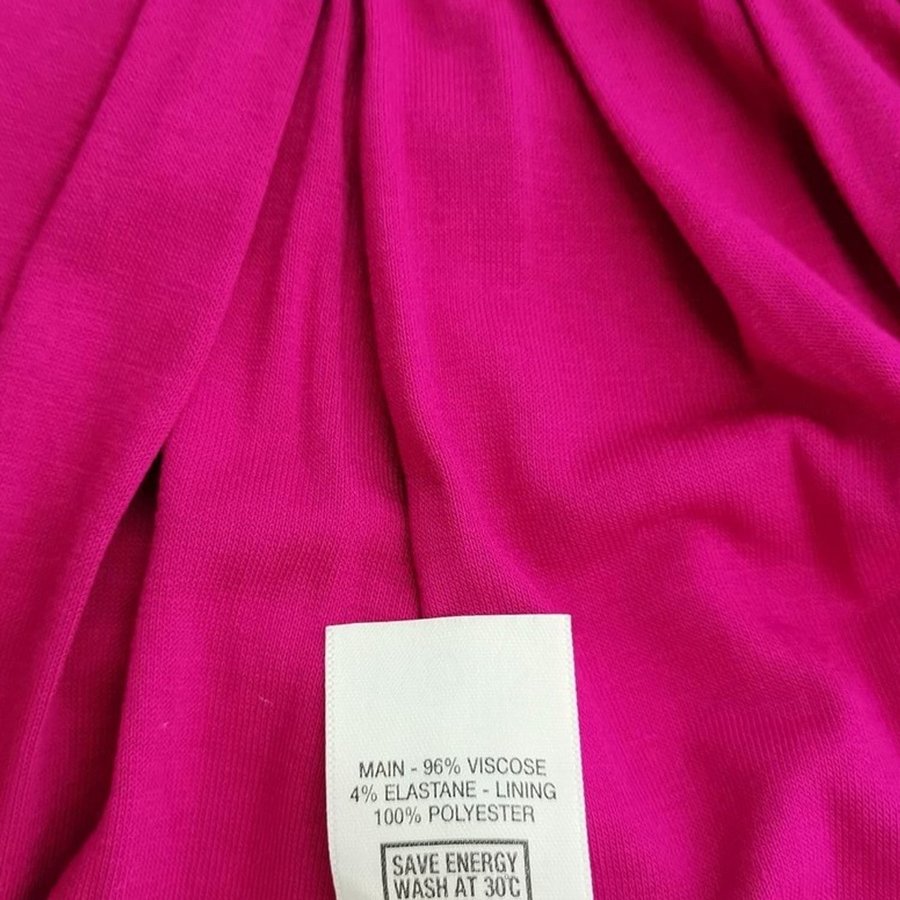 MAIN - 96% VISCOSE
4% ELASTANE - LINING
100% POLYESTER
SAVE ENERGY
WASH AT 30℃